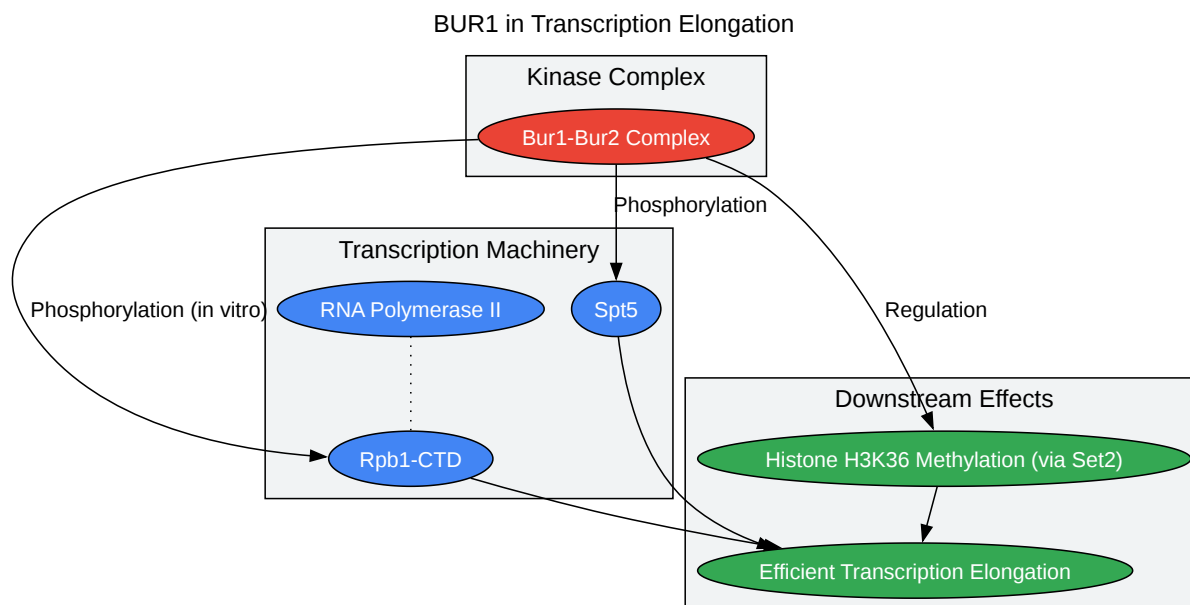 BUR1 in Transcription Elongation
Kinase Complex
Bur1-Bur2 Complex
Phosphorylation
Transcription Machinery
Phosphorylation (in vitro)
RNA Polymerase II
Spt5
Regulation
Downstream Effects
Rpb1-CTD
Histone H3K36 Methylation (via Set2)
Efficient Transcription Elongation